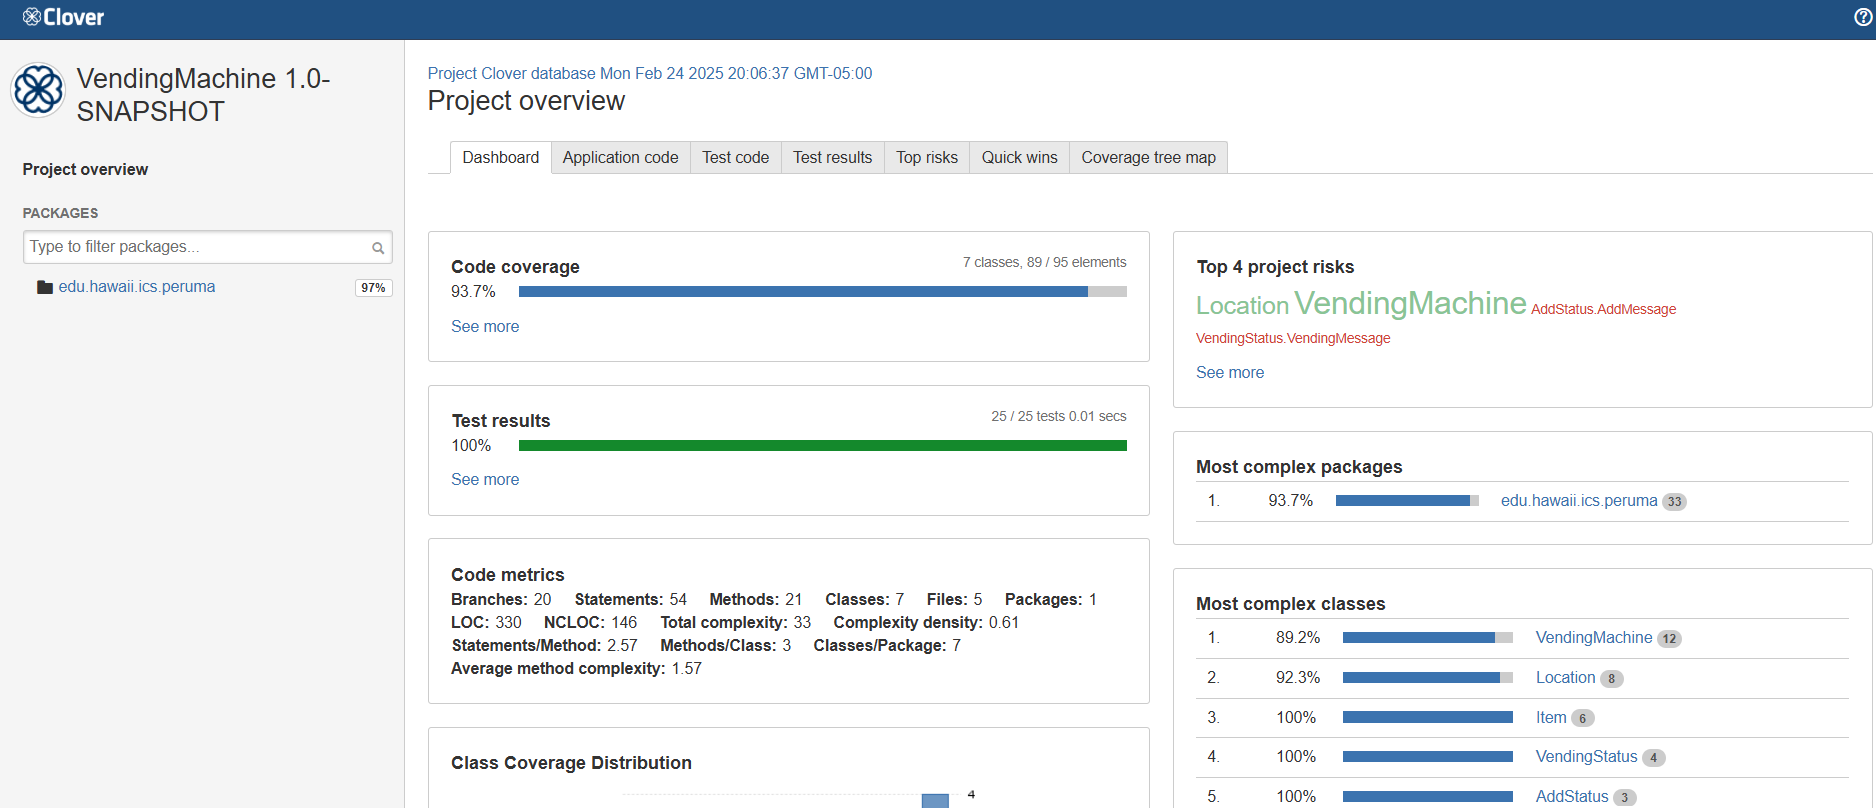 Clover
VendingMachine 1.0-
SNAPSHOT
Project overview
PACKAGES
Type to filter packages...
edu.hawaii.ics.peruma 97%
Project Clover database Mon Feb 24 2025 20:06:37 GMT-05:00
Project overview
Dashboard Application code Test code Test results Top risks Quick wins Coverage tree map
Code coverage 7 classes, 89 / 95 elements
93.7%
See more
Test results 25 / 25 tests 0.01 secs
100%
See more
Code metrics
Branches: 20 Statements: 54 Methods: 21 Classes: 7 Files: 5 Packages: 1
LOC: 330 NCLOC: 146 Total complexity: 33 Complexity density: 0.61
Statements/Method: 2.57 Methods/Class: 3 Classes/Package: 7
Average method complexity: 1.57
Class Coverage Distribution
4
Top 4 project risks
Location VendingMachine AddStatus.AddMessage
VendingStatus.VendingMessage
See more
Most complex packages
1. 93.7% edu.hawaii.ics.peruma 33
Most complex classes
1. 89.2% VendingMachine 12
2. 92.3% Location 8
3. 100% Item 6
4. 100% VendingStatus 4
5. 100% AddStatus 3